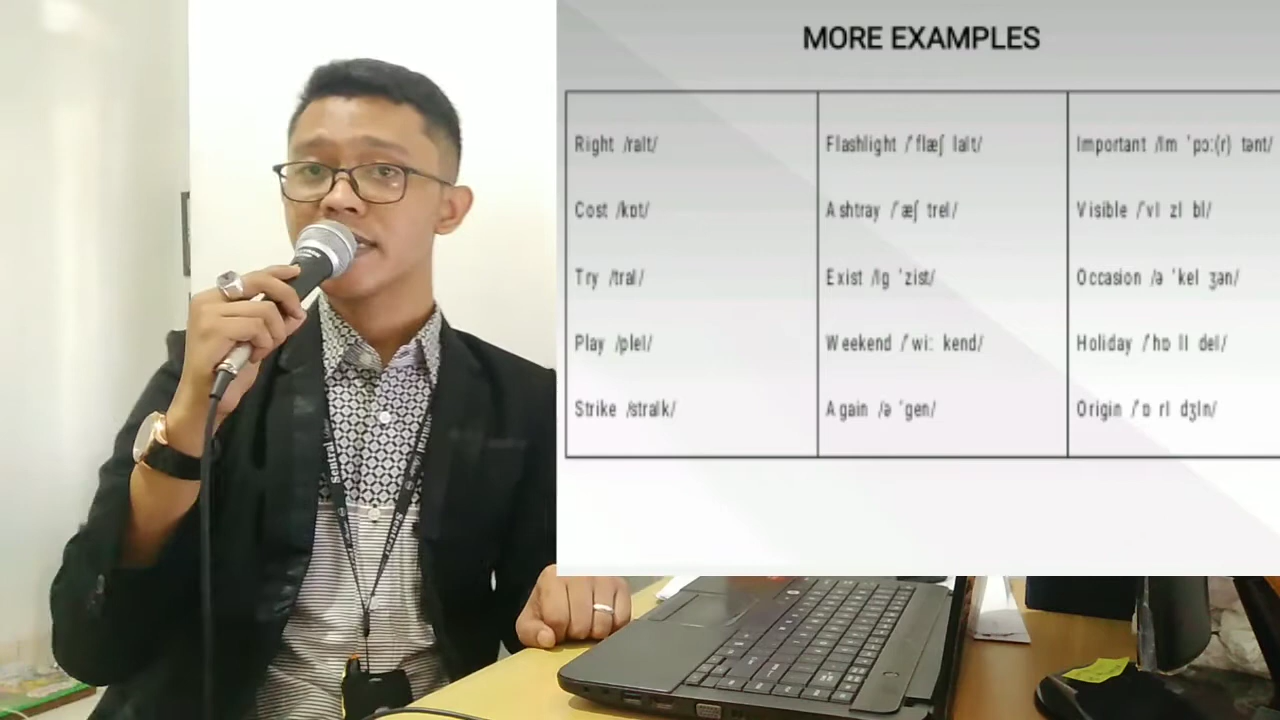 MORE EXAMPLES
Right /raIt/ Flashlight /ˈflæʃ laIt/ Important /Im ˈpɔː(r) tənt/
Cost /kɒt/ Ashtray /ˈæʃ treI/ Visible /ˈvI zI bl/
Try /traI/ Exist /Ig ˈzist/ Occasion /ə ˈkeI ʒən/
Play /pleI/ Weekend /ˈwiː kend/ Holiday /ˈhɒ lI deI/
Strike /straIk/ Again /ə ˈgen/ Origin /ˈɒ rI dʒIn/
Sentral